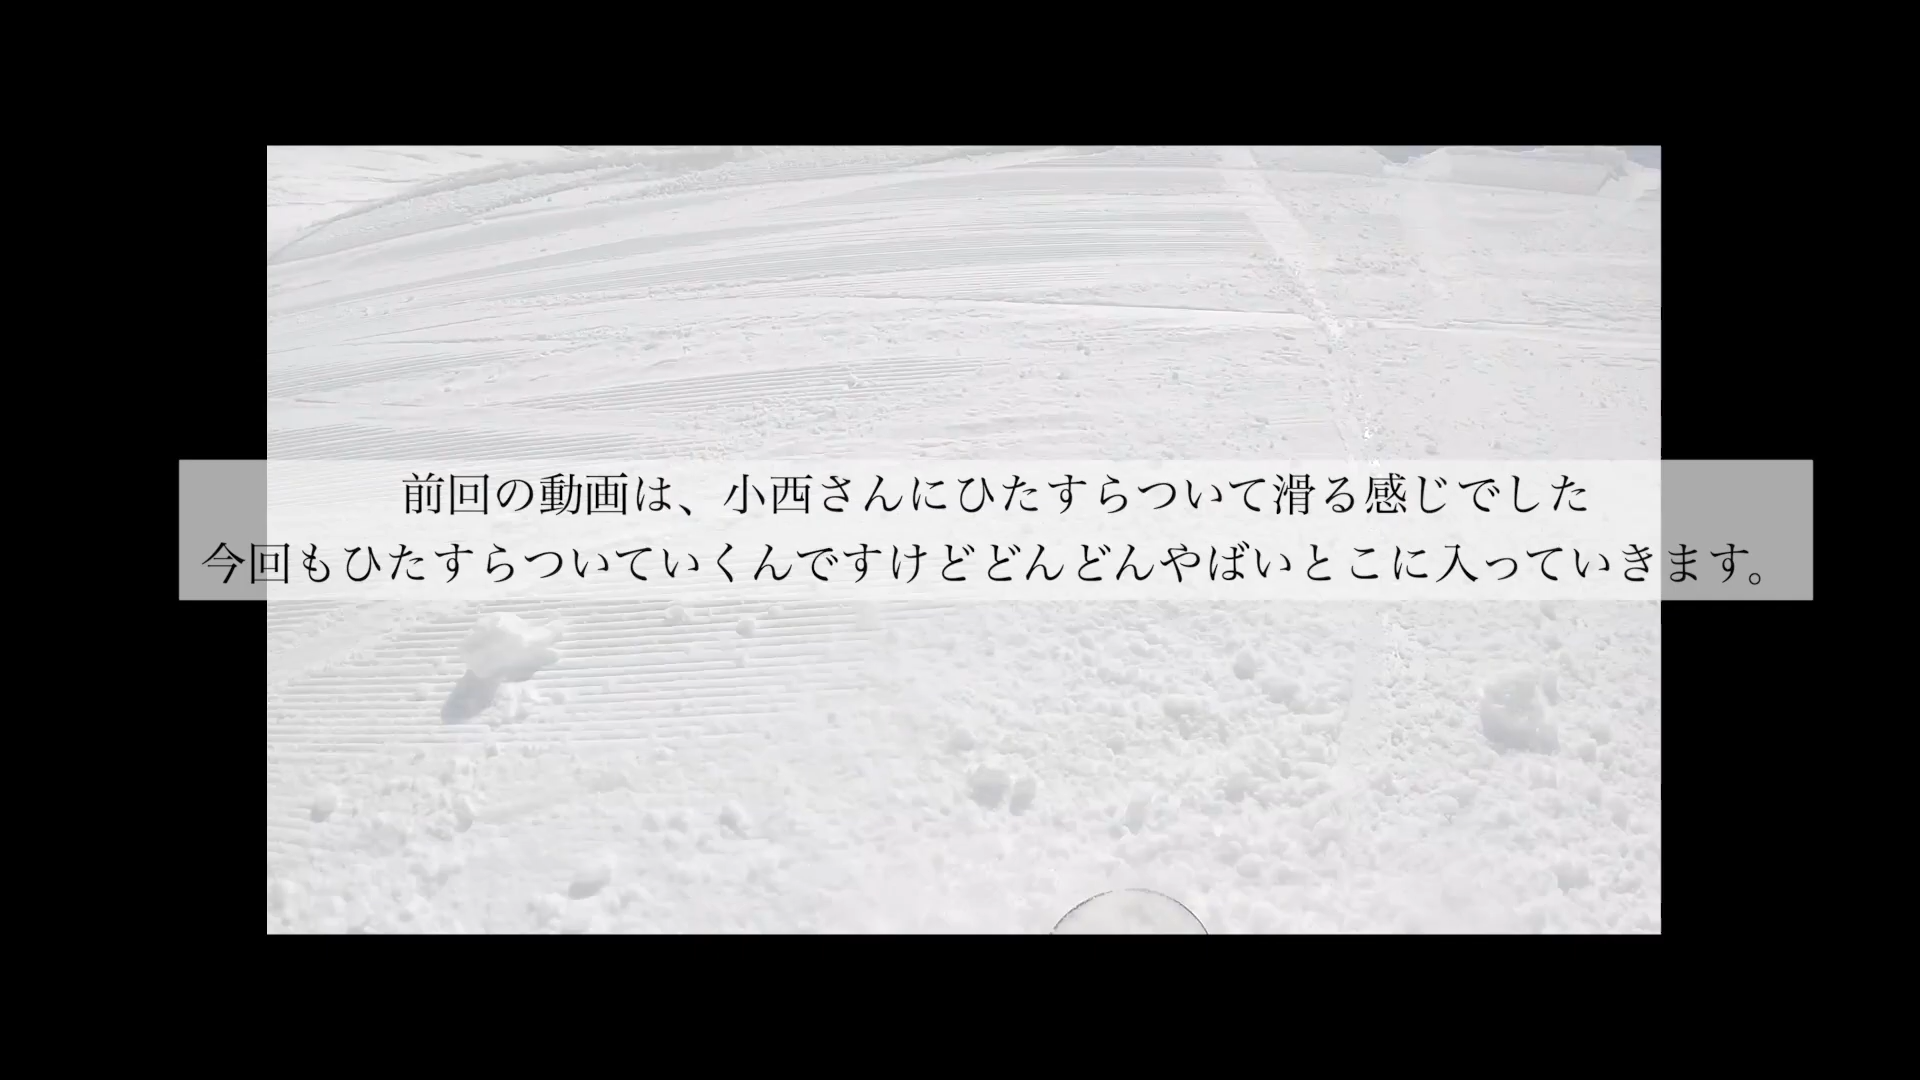 前回の動画は、小西さんにひたすらついて滑る感じでした
今回もひたすらついていくんですけどどんどんやばいとこに入っていきます。